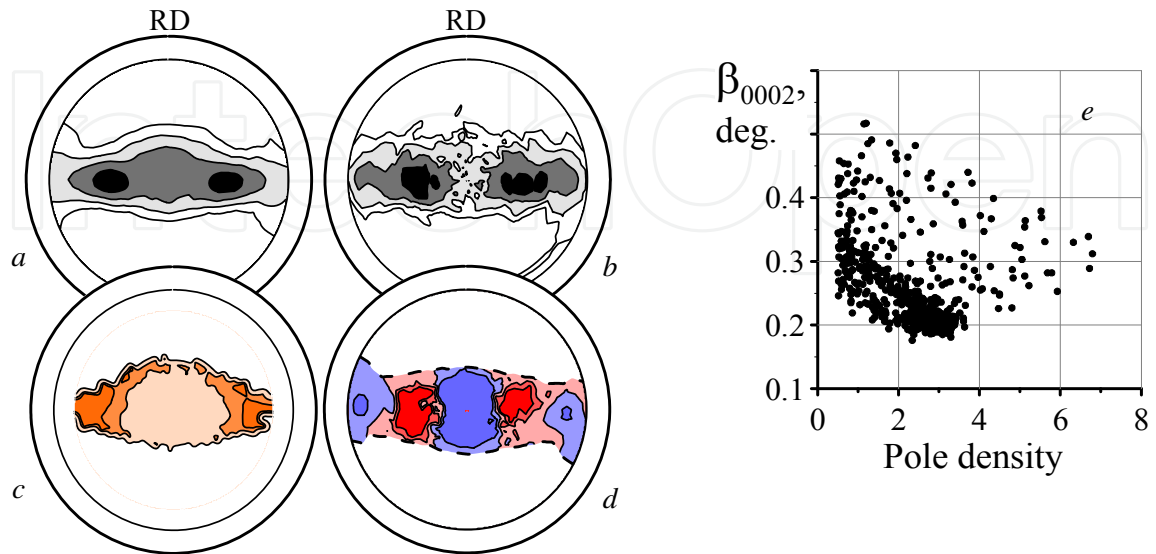 RD
RD
a
b
c
d
IntechOpen
β0002,
deg.
e
0.4
0.3
0.2
0.1
0
2
4
6
8
Pole density